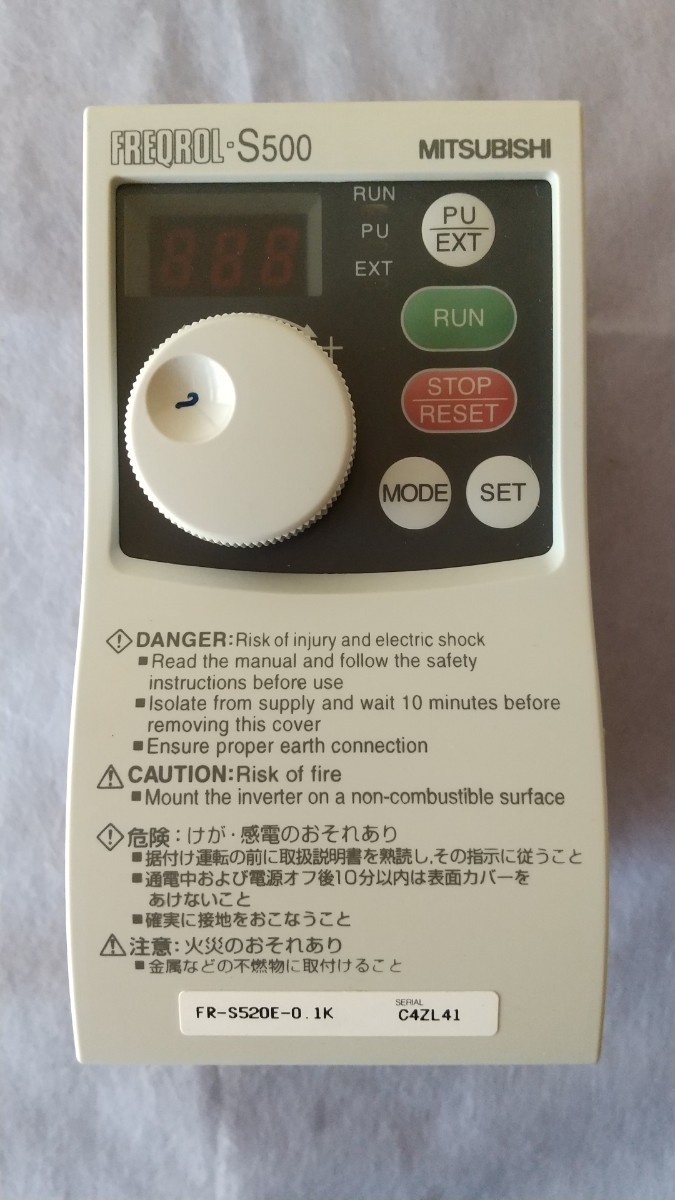 FREQROL-S500
MITSUBISHI
RUN
PU
EXT
PU
EXT
888
+
RUN
STOP
RESET
MODE
SET
DANGER:Risk of injury and electric shock
■Read the manual and follow the safety
instructions before use
■Isolate from supply and wait 10 minutes before
removing this cover
■Ensure proper earth connection
CAUTION:Risk of fire
■Mount the inverter on a non-combustible surface
危険：けが・感電のおそれあり
■据付け運転の前に取扱説明書を熟読し,その指示に従うこと
■通電中および電源オフ後10分以内は表面カバーを
あけないこと
■確実に接地をおこなうこと
注意：火災のおそれあり
■金属などの不燃物に取付けること
SERIAL
FR-S520E-0.1K C4ZL41